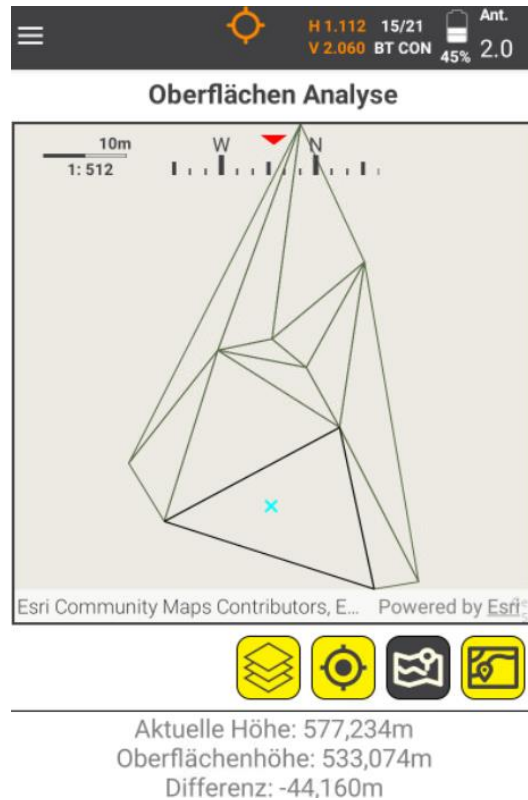 H 1.112 15/21 Ant.
V 2.060 BT CON 45% 2.0
Oberflächen Analyse
10m
1: 512
W N
Esri Community Maps Contributors, E... Powered by Esri
Aktuelle Höhe: 577,234m
Oberflächenhöhe: 533,074m
Differenz: -44,160m